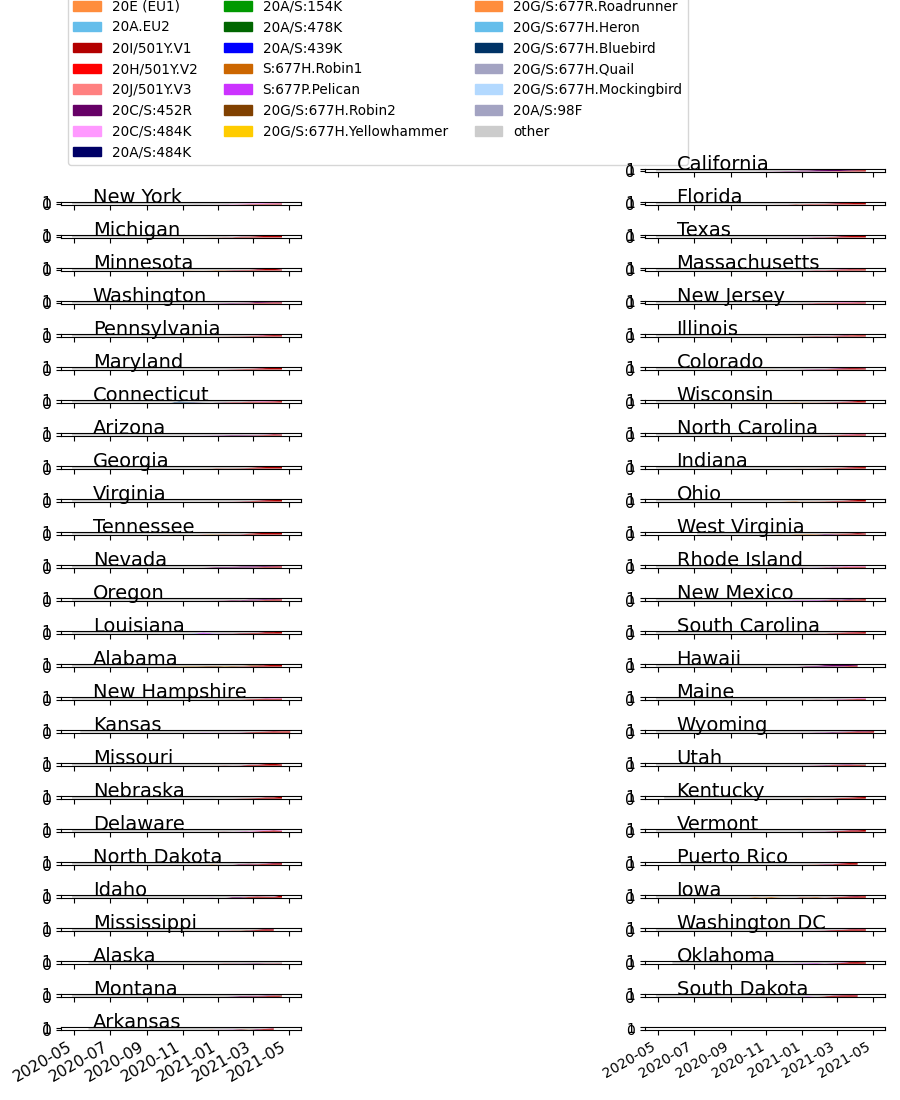 20E (EU1)
20A.EU2
20I/501Y.V1
20H/501Y.V2
20J/501Y.V3
20C/S:452R
20C/S:484K
20A/S:484K
20A/S:154K
20A/S:478K
20A/S:439K
S:677H.Robin1
S:677P.Pelican
20G/S:677H.Robin2
20G/S:677H.Yellowhammer
20G/S:677R.Roadrunner
20G/S:677H.Heron
20G/S:677H.Bluebird
20G/S:677H.Quail
20G/S:677H.Mockingbird
20A/S:98F
other
California
New York
Florida
Michigan
Texas
Minnesota
Massachusetts
Washington
New Jersey
Pennsylvania
Illinois
Maryland
Colorado
Connecticut
Wisconsin
Arizona
North Carolina
Georgia
Indiana
Virginia
Ohio
Tennessee
West Virginia
Nevada
Rhode Island
Oregon
New Mexico
Louisiana
South Carolina
Alabama
Hawaii
New Hampshire
Maine
Kansas
Wyoming
Missouri
Utah
Nebraska
Kentucky
Delaware
Vermont
North Dakota
Puerto Rico
Idaho
Iowa
Mississippi
Washington DC
Alaska
Oklahoma
Montana
South Dakota
Arkansas
2020-05 2020-07 2020-09 2020-11 2021-01 2021-03 2021-05
2020-05 2020-07 2020-09 2020-11 2021-01 2021-03 2021-05